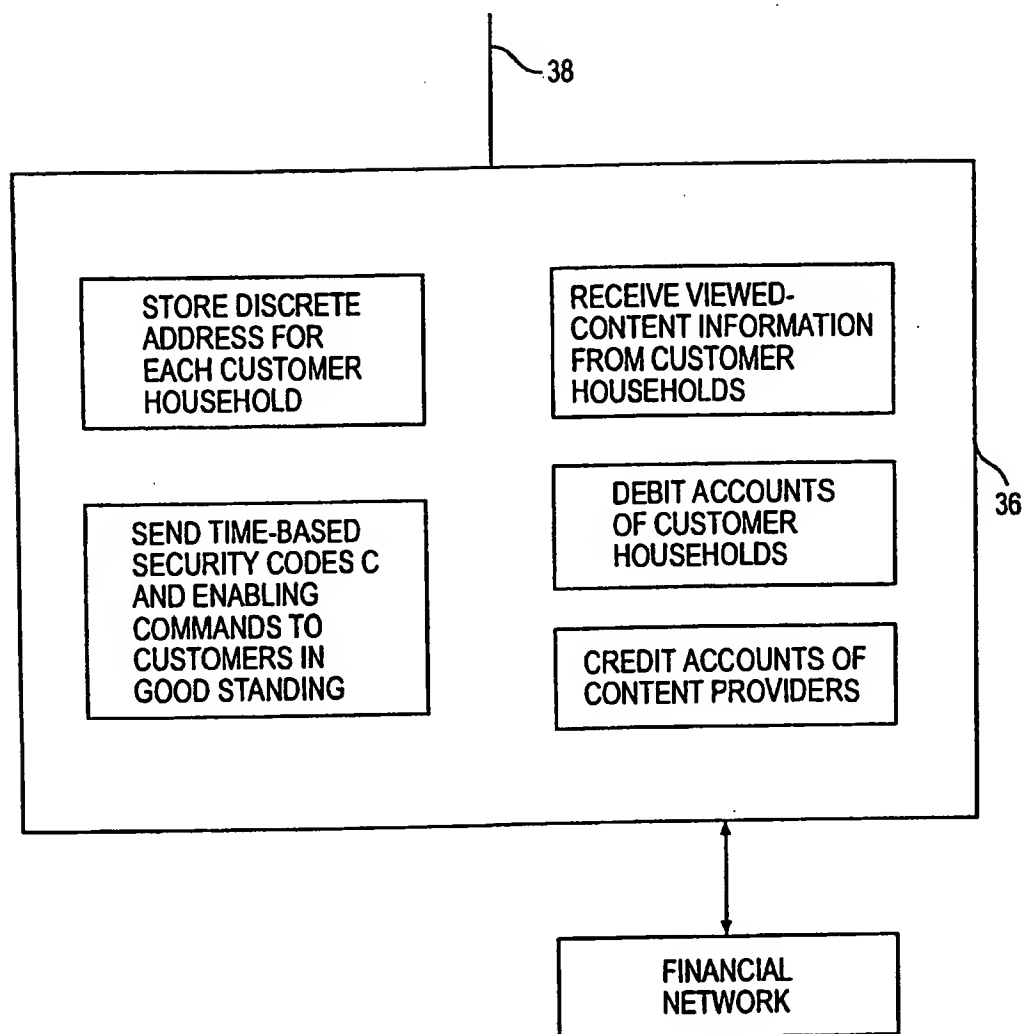 38
STORE DISCRETE
ADDRESS FOR
EACH CUSTOMER
HOUSEHOLD
RECEIVE VIEWED-
CONTENT INFORMATION
FROM CUSTOMER
HOUSEHOLDS
36
SEND TIME-BASED
SECURITY CODES C
AND ENABLING
COMMANDS TO
CUSTOMERS IN
GOOD STANDING
DEBIT ACCOUNTS
OF CUSTOMER
HOUSEHOLDS
CREDIT ACCOUNTS OF
CONTENT PROVIDERS
FINANCIAL
NETWORK